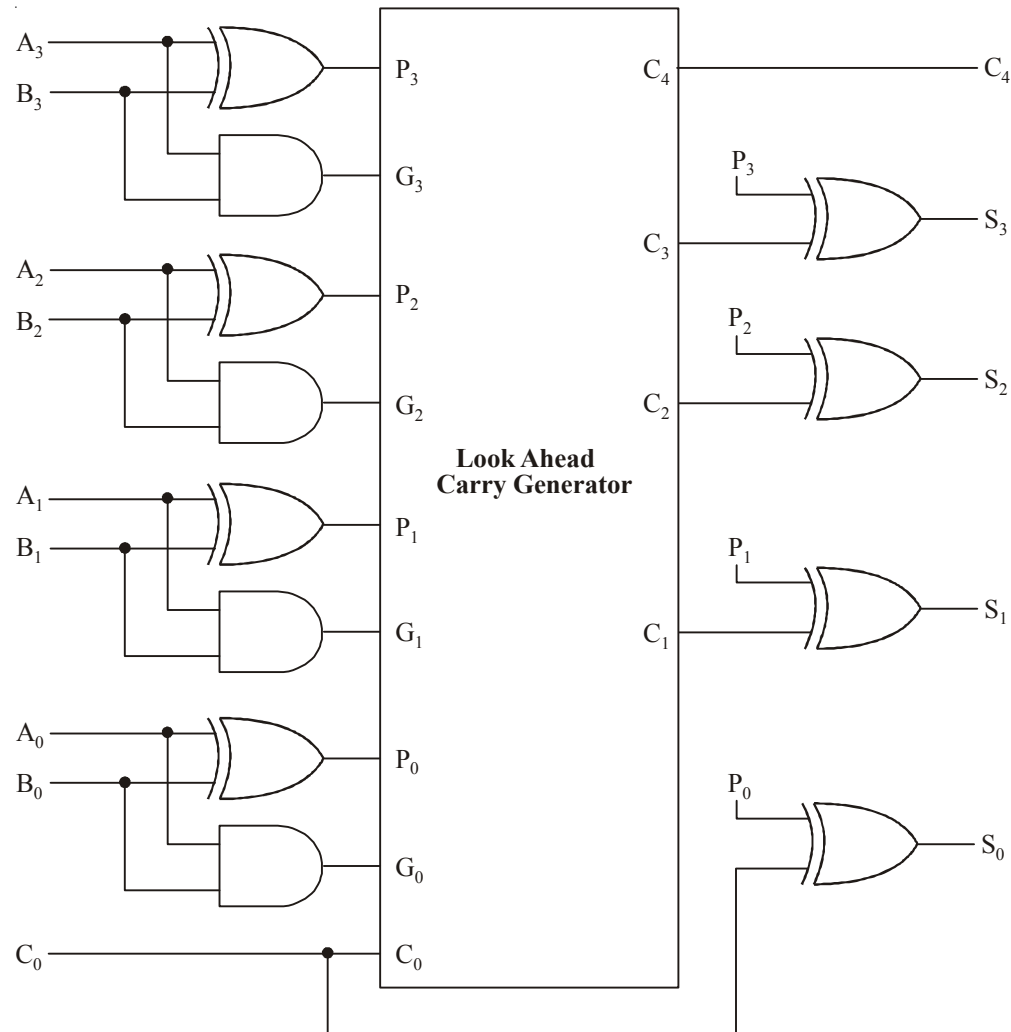 A₃
B₃
P₃
G₃
A₂
B₂
P₂
G₂
A₁
B₁
P₁
G₁
A₀
B₀
P₀
G₀
C₀
C₀
Look Ahead
Carry Generator
C₄
C₄
P₃
C₃
S₃
P₂
C₂
S₂
P₁
C₁
S₁
P₀
S₀